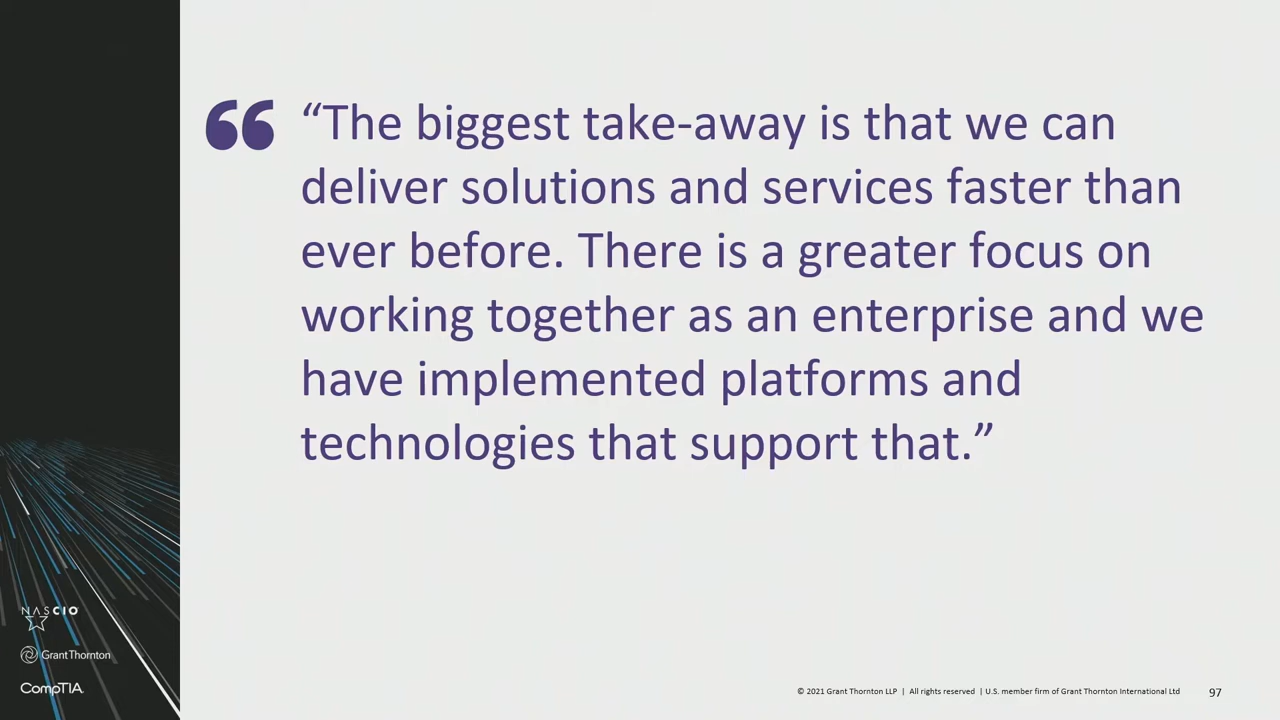 “The biggest take-away is that we can
deliver solutions and services faster than
ever before. There is a greater focus on
working together as an enterprise and we
have implemented platforms and
technologies that support that.”
NASCIO
GrantThornton
CompTIA
© 2021 Grant Thornton LLP | All rights reserved | U.S. member firm of Grant Thornton International Ltd
97